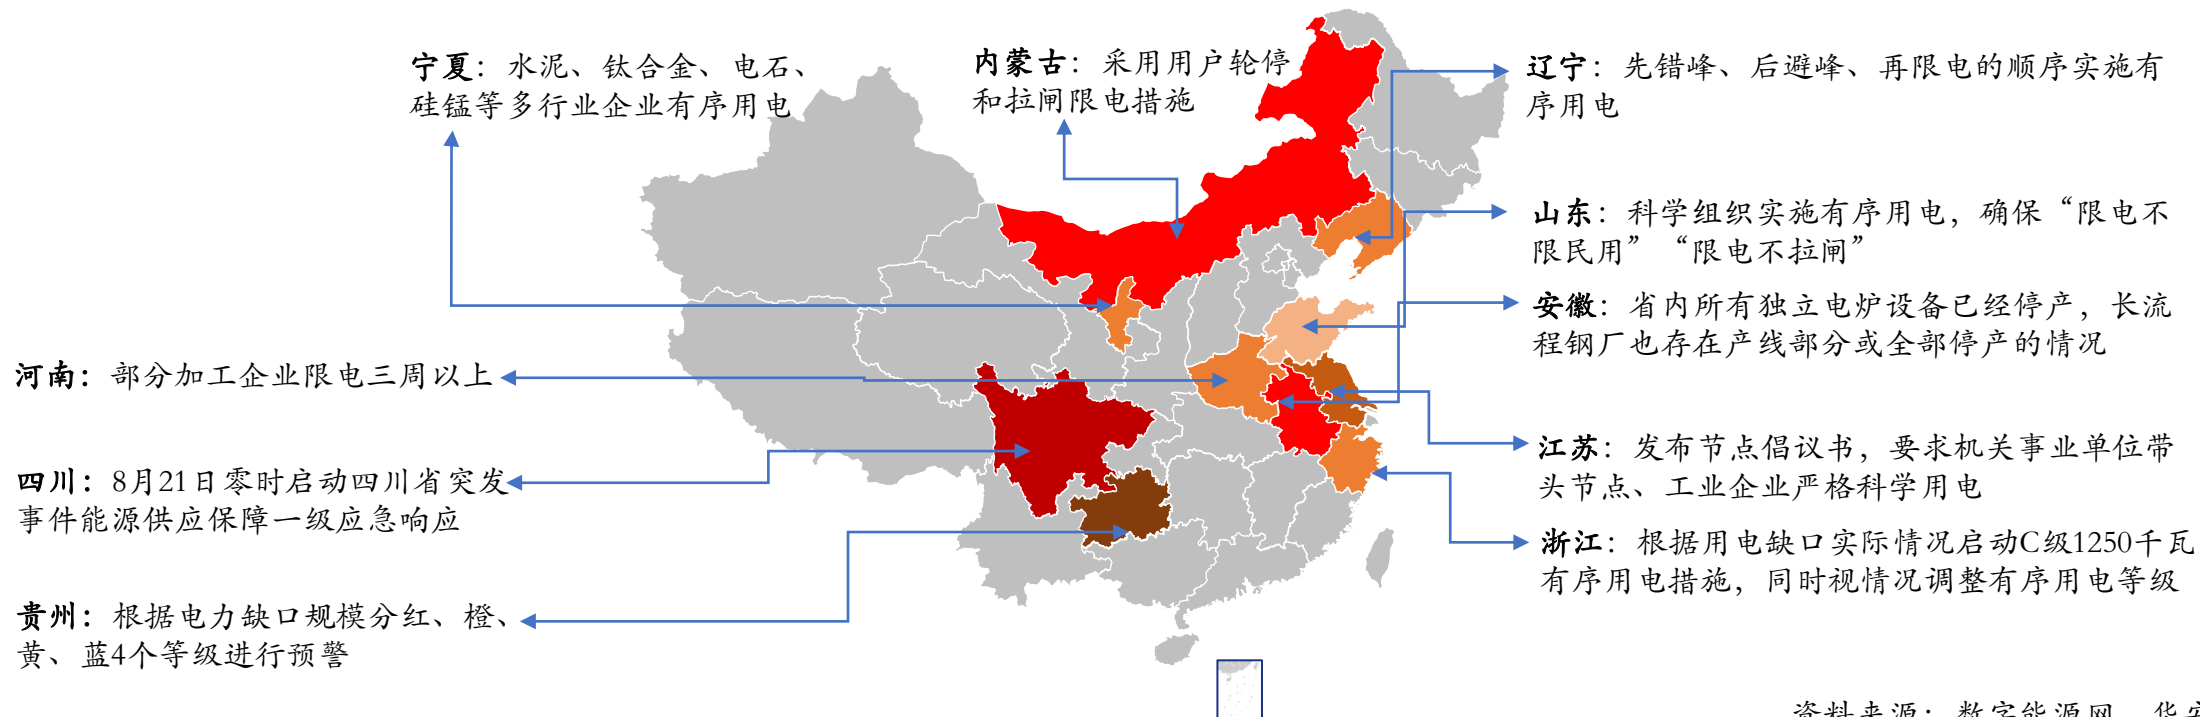 宁夏：水泥、钛合金、电石、
硅锰等多行业企业有序用电
内蒙古：采用用户轮停
和拉闸限电措施
辽宁：先错峰、后避峰、再限电的顺序实施有
序用电
山东：科学组织实施有序用电，确保“限电不
限民用”“限电不拉闸”
安徽：省内所有独立电炉设备已经停产，长流
程钢厂也存在产线部分或全部停产的情况
河南：部分加工企业限电三周以上
江苏：发布节点倡议书，要求机关事业单位带
头节点、工业企业严格科学用电
四川：8月21日零时启动四川省突发
事件能源供应保障一级应急响应
浙江：根据用电缺口实际情况启动C级1250千瓦
有序用电措施，同时视情况调整有序用电等级
贵州：根据电力缺口规模分红、橙、
黄、蓝4个等级进行预警
资料来源：数字能源网，华安